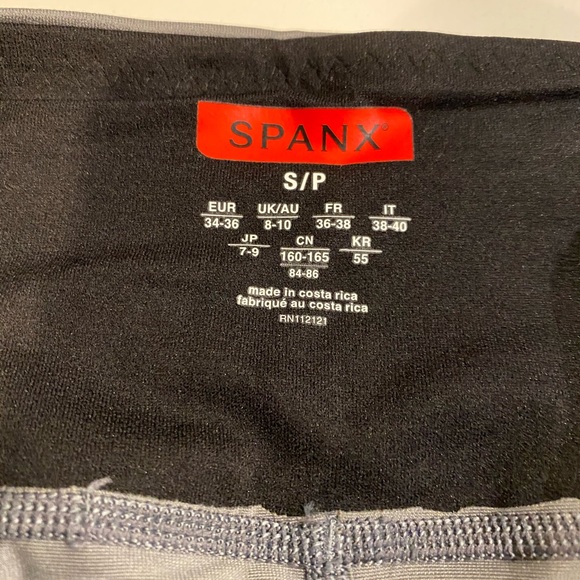 SPANX®
S/P
EUR UK/AU FR IT
34-36 8-10 36-38 38-40
JP CN KR
7-9 160-165 55
84-86
made in costa rica
fabriqué au costa rica
RN112121